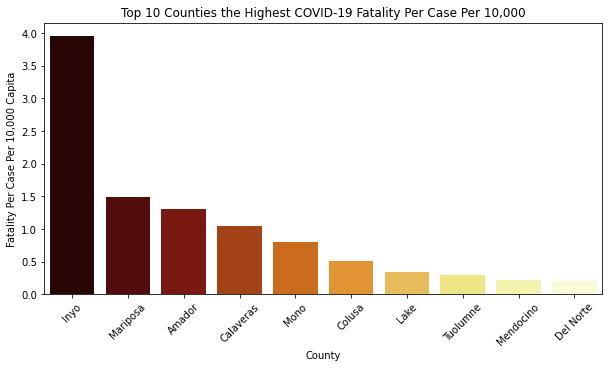 Top 10 Counties the Highest COVID-19 Fatality Per Case Per 10,000
Fatality Per Case Per 10,000 Capita
4.0
3.5
3.0
2.5
2.0
1.5
1.0
0.5
0.0
Inyo
Mariposa
Amador
Calaveras
Mono
Colusa
Lake
Tuolumne
Mendocino
Del Norte
County